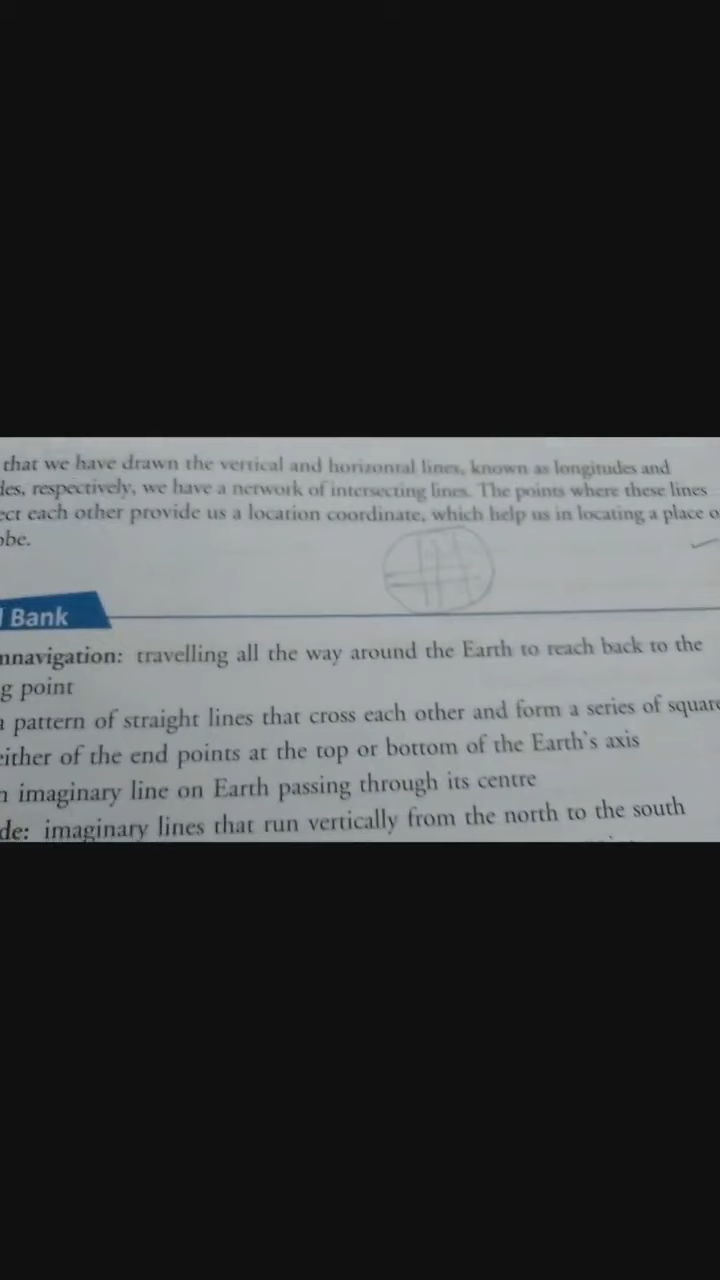 that we have drawn the vertical and horizontal lines, known as longitudes and
des, respectively, we have a network of intersecting lines. The points where these lines
ect each other provide us a location coordinate, which help us in locating a place o
obe.
Bank
nnavigation: travelling all the way around the Earth to reach back to the
g point
a pattern of straight lines that cross each other and form a series of square
either of the end points at the top or bottom of the Earth's axis
n imaginary line on Earth passing through its centre
de: imaginary lines that run vertically from the north to the south